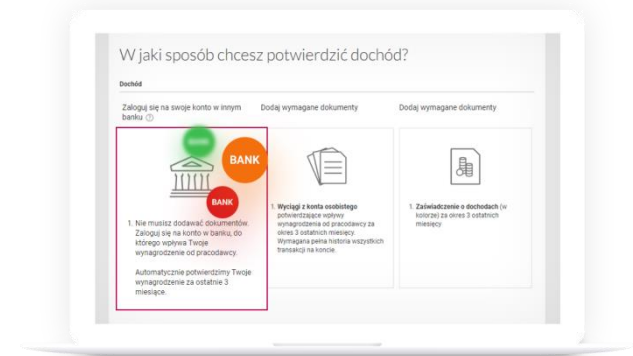 W jaki sposób chcesz potwierdzić dochód?
Dochód
Zaloguj się na swoje konto w innym
banku
Dodaj wymagane dokumenty
Dodaj wymagane dokumenty
BANK
BANK
1. Nie musisz dodawać dokumentów.
Zaloguj się na konto w banku, do
którego wpływa Twoje
wynagrodzenie od pracodawcy.
Automatycznie potwierdzimy Twoje
wynagrodzenie za ostatnie 3
miesiące.
1. Wyciągi z konta osobistego
potwierdzające wpływy
wynagrodzenia od pracodawcy za
okres 3 ostatnich miesięcy.
Wymagana pełna historia wszystkich
transakcji na koncie.
1. Zaświadczenie o dochodach (w
kolorze) za okres 3 ostatnich
miesięcy